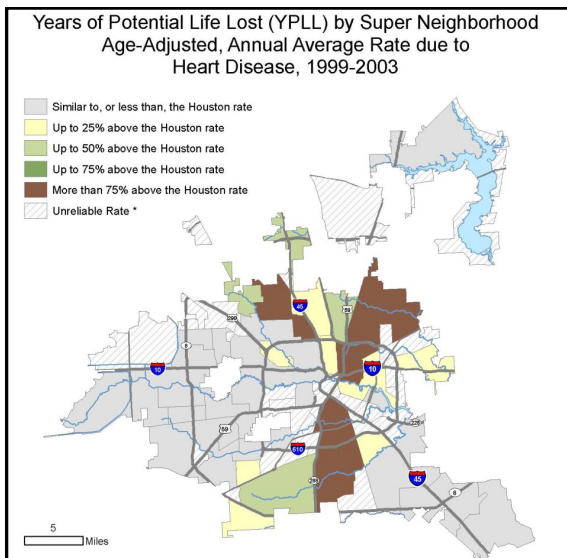 Years of Potential Life Lost (YPLL) by Super Neighborhood
Age-Adjusted, Annual Average Rate due to
Heart Disease, 1999-2003
Similar to, or less than, the Houston rate
Up to 25% above the Houston rate
Up to 50% above the Houston rate
Up to 75% above the Houston rate
More than 75% above the Houston rate
Unreliable Rate *
45
59
290
8
10
10
59
610
225
288
45
8
5
Miles